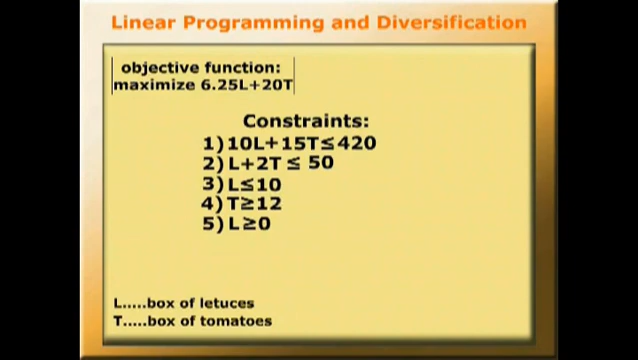 Linear Programming and Diversification
objective function:
maximize 6.25L+20T
Constraints:
1)10L+15T≤420
2)L+2T ≤ 50
3)L≤10
4)T≥12
5)L≥0
L.....box of letuces
T.....box of tomatoes